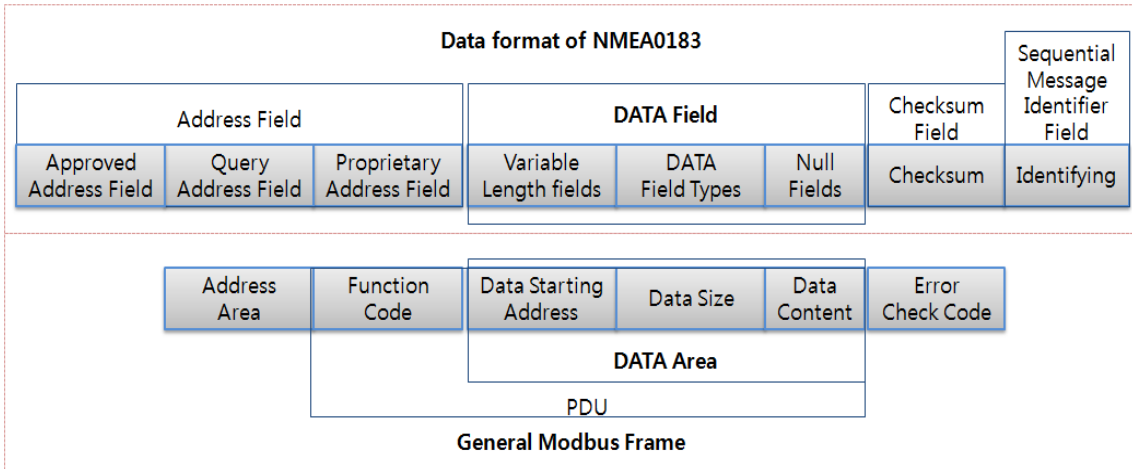 Data format of NMEA0183
Sequential
Message
Identifier
Field
Address Field
DATA Field
Checksum
Field
Approved
Address Field
Query
Address Field
Proprietary
Address Field
Variable
Length fields
DATA
Field Types
Null
Fields
Checksum
Identifying
Address
Area
Function
Code
Data Starting
Address
Data Size
Data
Content
Error
Check Code
DATA Area
PDU
General Modbus Frame